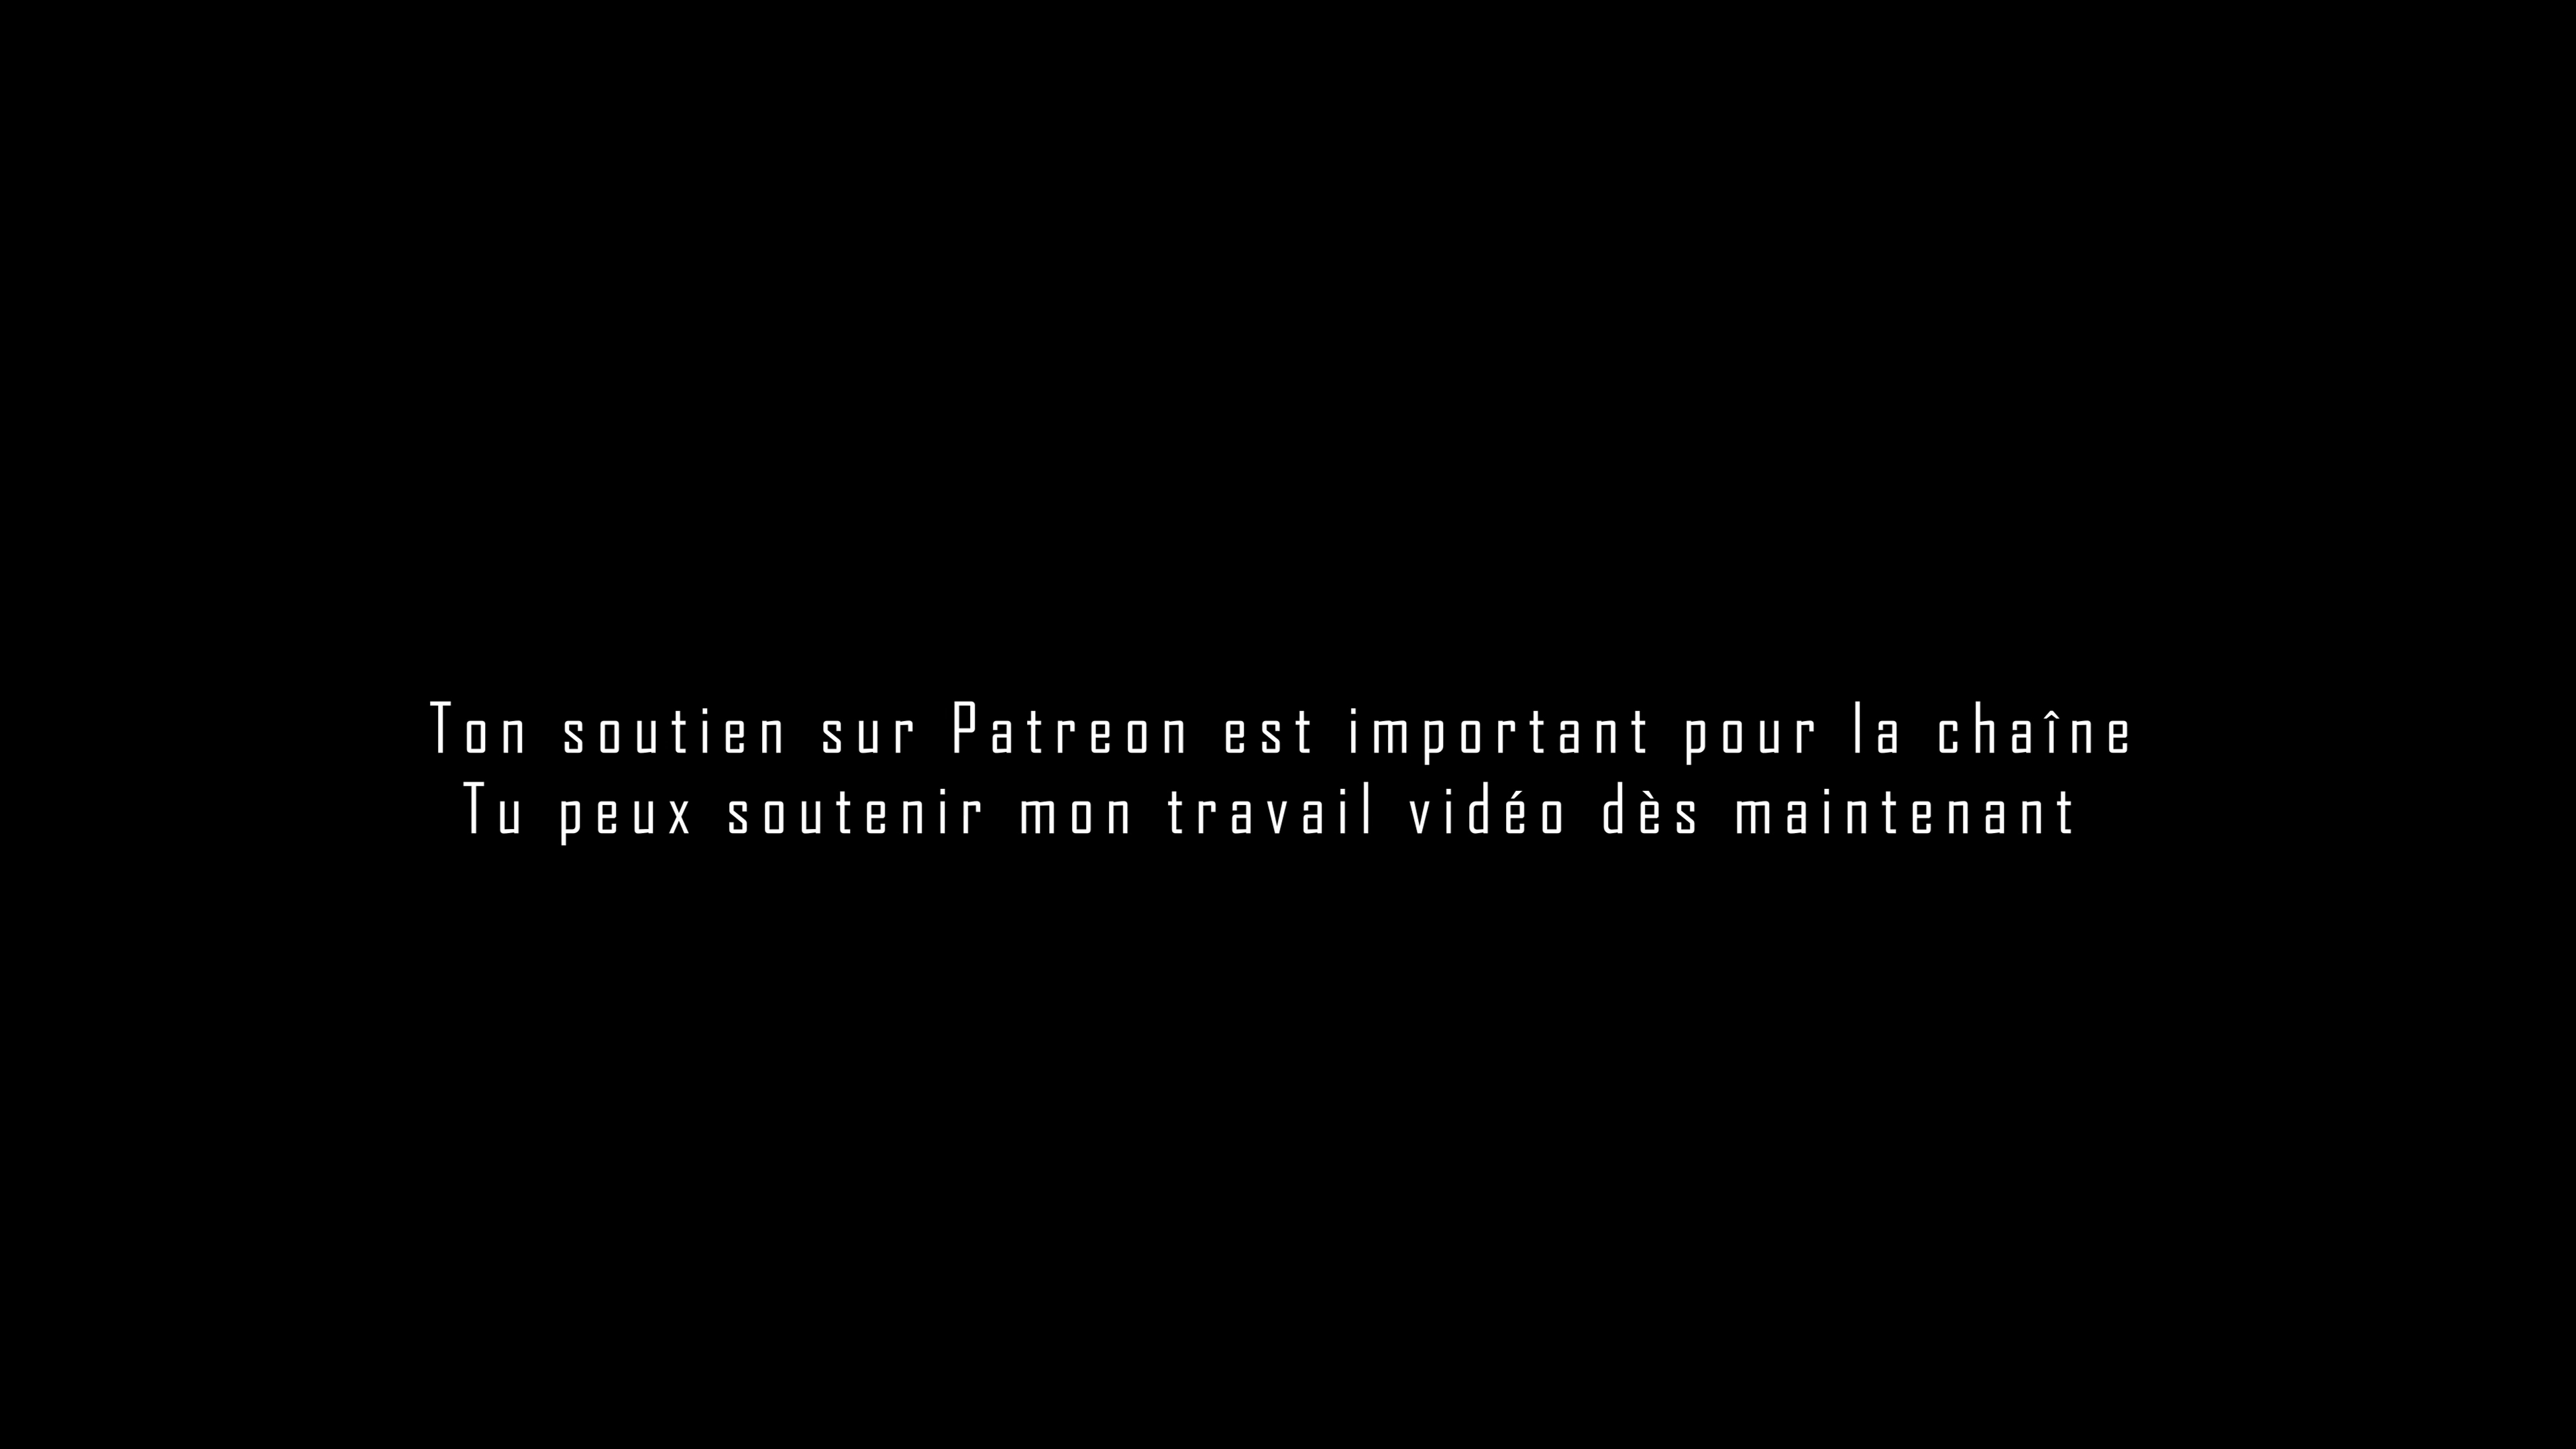 Ton soutien sur Patreon est important pour la chaîne
Tu peux soutenir mon travail vidéo dès maintenant